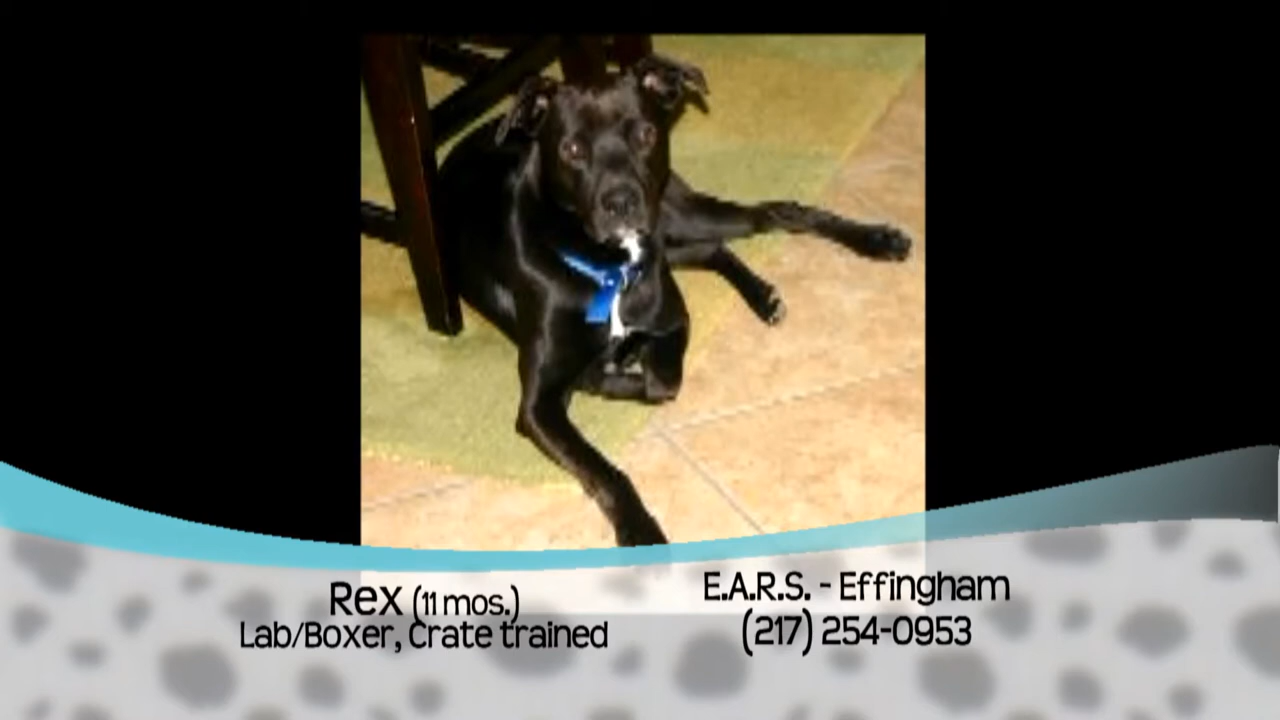 Rex (11 mos.)
Lab/Boxer, Crate trained
E.A.R.S. - Effingham
(217) 254-0953